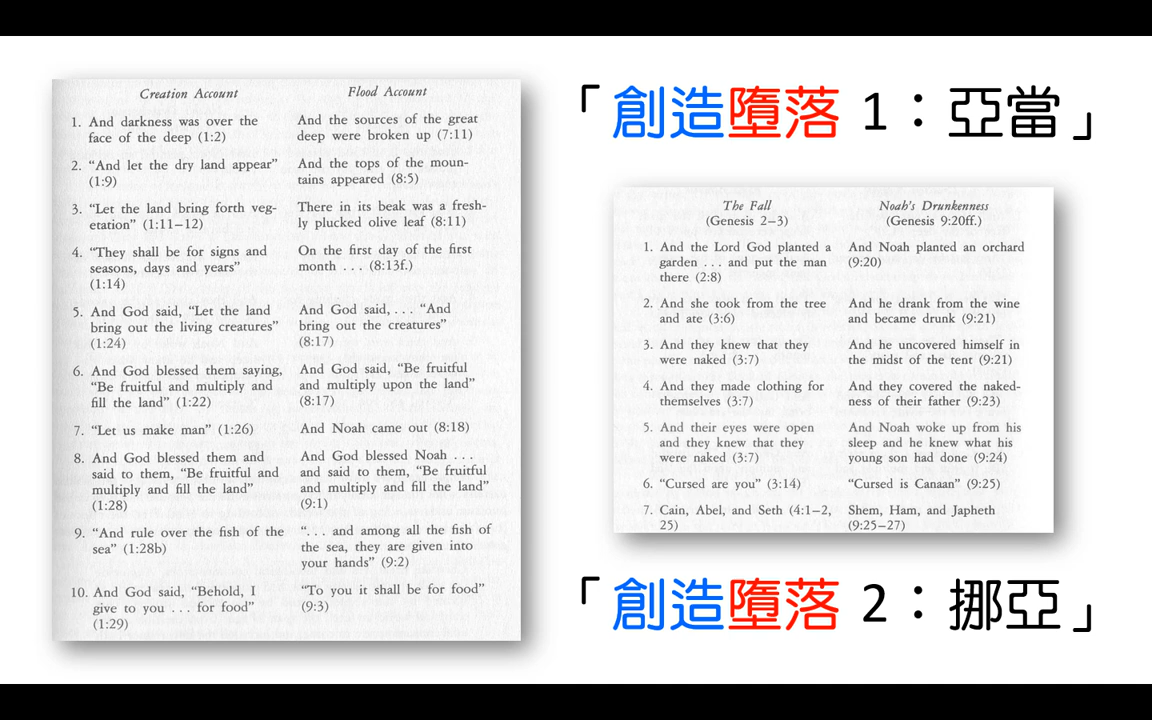 Creation Account
Flood Account
1. And darkness was over the
face of the deep (1:2)
And the sources of the great
deep were broken up (7:11)
2. “And let the dry land appear”
(1:9)
And the tops of the moun-
tains appeared (8:5)
3. “Let the land bring forth veg-
etation” (1:11–12)
There in its beak was a fresh-
ly plucked olive leaf (8:11)
4. “They shall be for signs and
seasons, days and years”
(1:14)
On the first day of the first
month . . . (8:13f.)
5. And God said, “Let the land
bring out the living creatures”
(1:24)
And God said, . . . “And
bring out the creatures”
(8:17)
6. And God blessed them saying,
“Be fruitful and multiply and
fill the land” (1:22)
And God said, “Be fruitful
and multiply upon the land”
(8:17)
7. “Let us make man” (1:26)
And Noah came out (8:18)
8. And God blessed them and
said to them, “Be fruitful and
multiply and fill the land”
(1:28)
And God blessed Noah . . .
and said to them, “Be fruitful
and multiply and fill the land”
(9:1)
9. “And rule over the fish of the
sea” (1:28b)
“. . . and among all the fish of
the sea, they are given into
your hands” (9:2)
10. And God said, “Behold, I
give to you . . . for food”
(1:29)
“To you it shall be for food”
(9:3)
「創造墮落 1：亞當」
The Fall
(Genesis 2–3)
Noah's Drunkenness
(Genesis 9:20ff.)
1. And the Lord God planted a
garden . . . and put the man
there (2:8)
And Noah planted an orchard
(9:20)
2. And she took from the tree
and ate (3:6)
And he drank from the wine
and became drunk (9:21)
3. And they knew that they
were naked (3:7)
And he uncovered himself in
the midst of the tent (9:21)
4. And they made clothing for
themselves (3:7)
And they covered the naked-
ness of their father (9:23)
5. And their eyes were open
and they knew that they
were naked (3:7)
And Noah woke up from his
sleep and he knew what his
young son had done (9:24)
6. “Cursed are you” (3:14)
“Cursed is Canaan” (9:25)
7. Cain, Abel, and Seth (4:1–2,
25)
Shem, Ham, and Japheth
(9:25–27)
「創造墮落 2：挪亞」